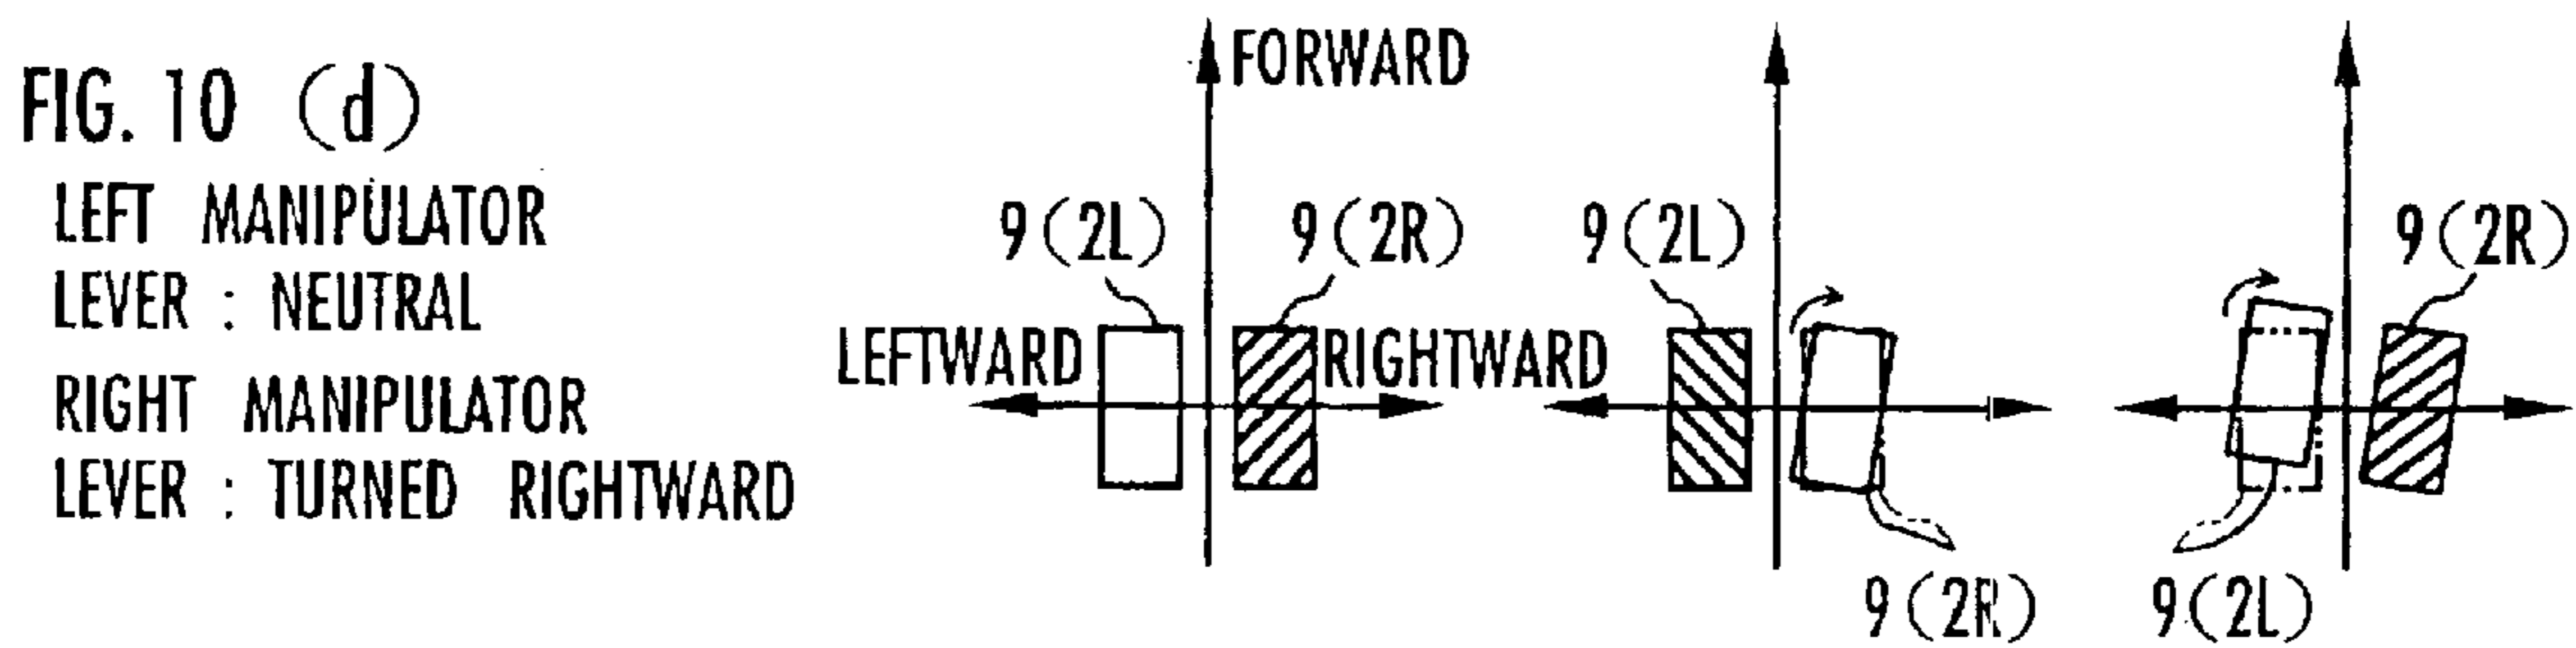 FIG. 10 (d)
LEFT MANIPULATOR
LEVER : NEUTRAL
RIGHT MANIPULATOR
LEVER : TURNED RIGHTWARD
FORWARD
9(2L)
9(2R)
LEFTWARD
RIGHTWARD
9(2L)
9(2R)
9(2R)
9(2L)